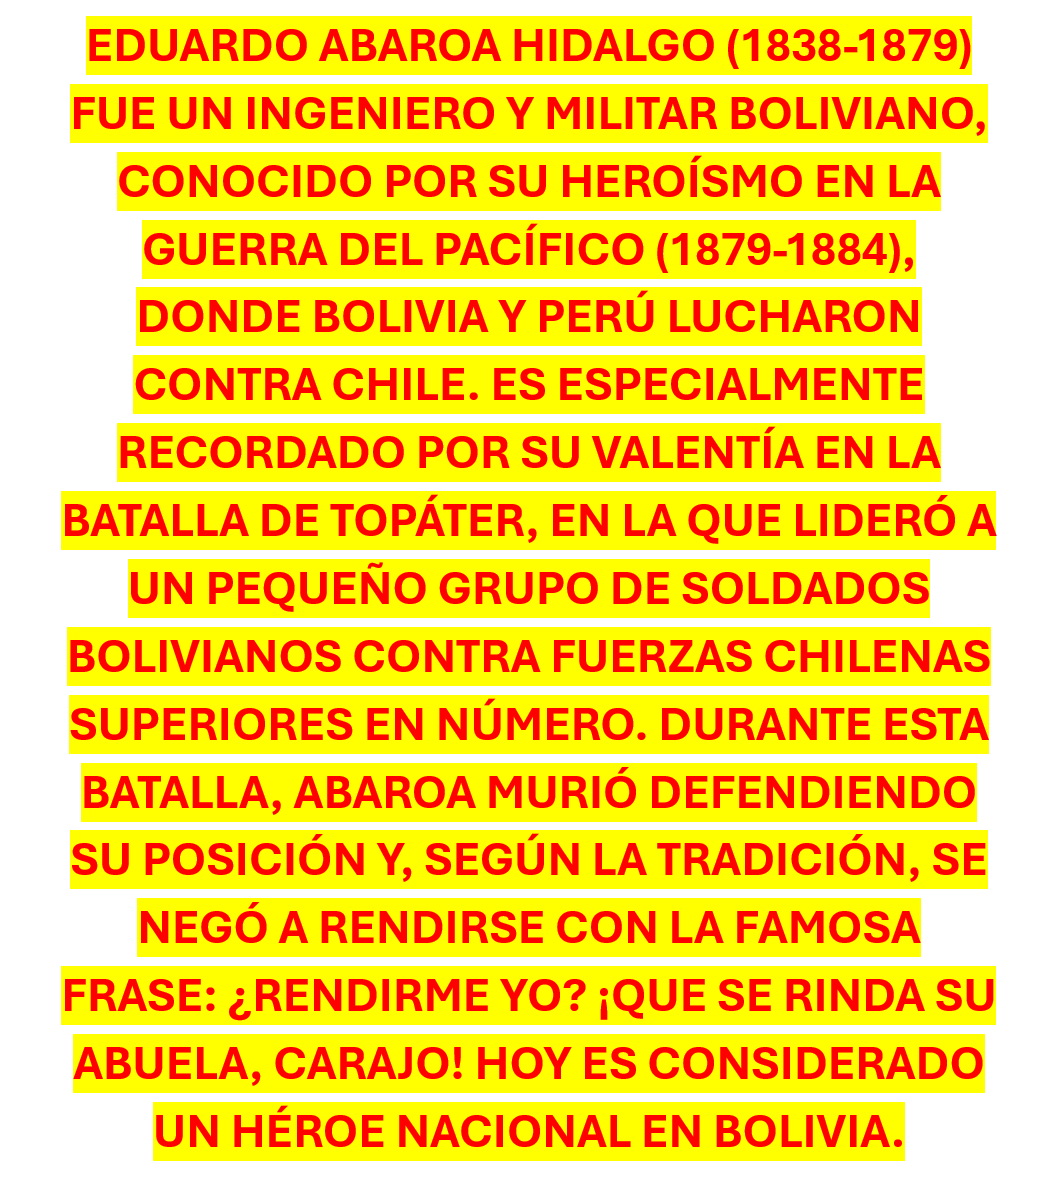 EDUARDO ABAROA HIDALGO (1838-1879)
FUE UN INGENIERO Y MILITAR BOLIVIANO,
CONOCIDO POR SU HEROÍSMO EN LA
GUERRA DEL PACÍFICO (1879-1884),
DONDE BOLIVIA Y PERÚ LUCHARON
CONTRA CHILE. ES ESPECIALMENTE
RECORDADO POR SU VALENTÍA EN LA
BATALLA DE TOPÁTER, EN LA QUE LIDERÓ A
UN PEQUEÑO GRUPO DE SOLDADOS
BOLIVIANOS CONTRA FUERZAS CHILENAS
SUPERIORES EN NÚMERO. DURANTE ESTA
BATALLA, ABAROA MURIÓ DEFENDIENDO
SU POSICIÓN Y, SEGÚN LA TRADICIÓN, SE
NEGÓ A RENDIRSE CON LA FAMOSA
FRASE: ¿RENDIRME YO? ¡QUE SE RINDA SU
ABUELA, CARAJO! HOY ES CONSIDERADO
UN HÉROE NACIONAL EN BOLIVIA.